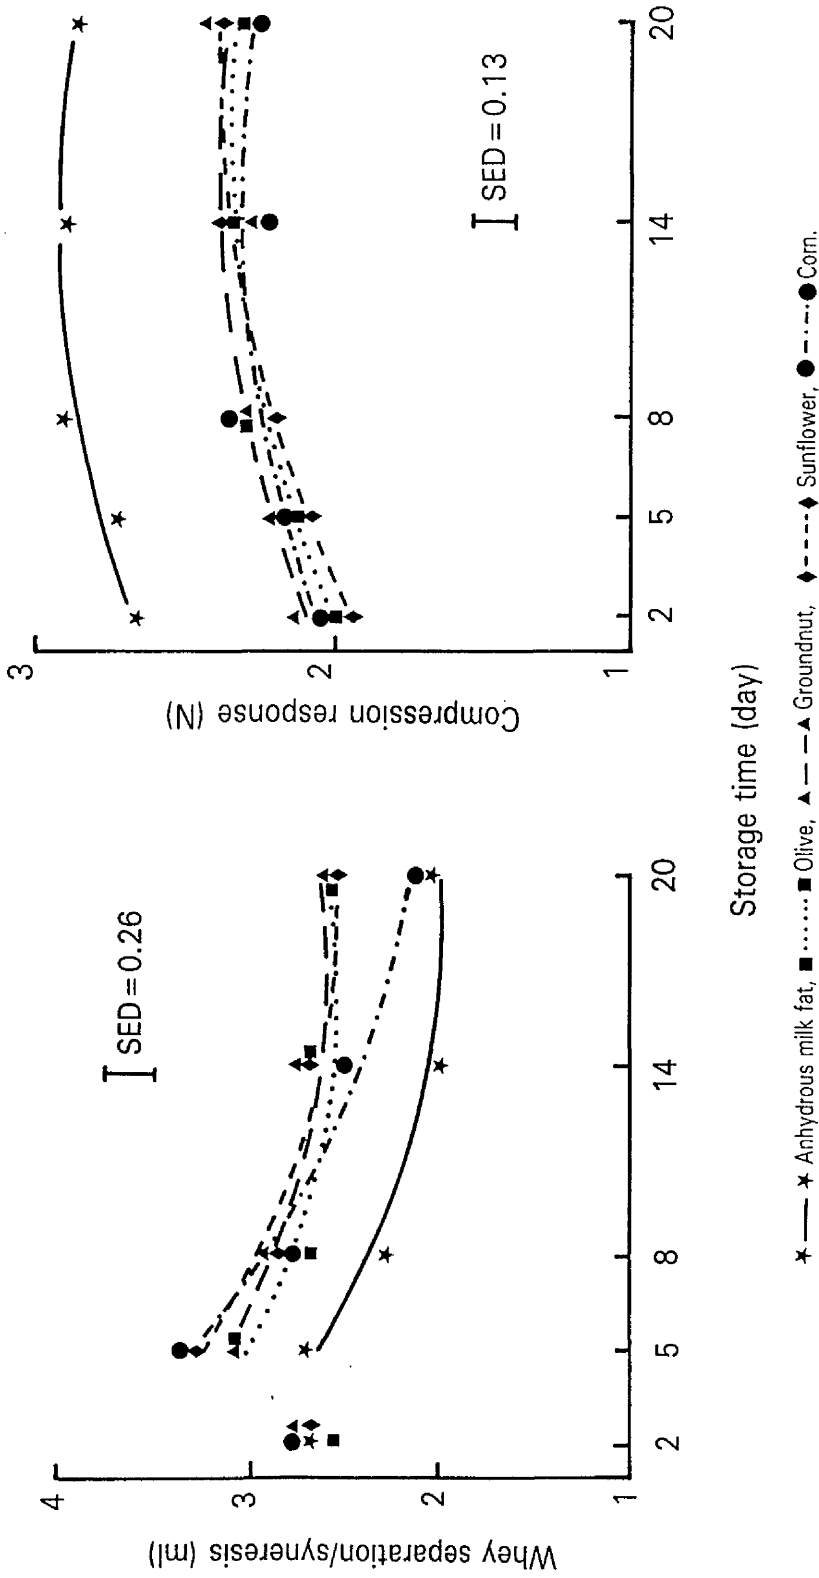 4
3
2
1
Whey separation/syneresis (ml)
SED = 0.26
2
5
8
14
20
3
2
1
Compression response (N)
SED = 0.13
2
5
8
14
20
Storage time (day)
Anhydrous milk fat, Olive, Groundnut, Sunflower, Corn.